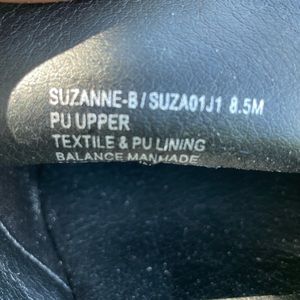 SUZANNE-B/SUZA01J1 8.5M
PU UPPER
TEXTILE & PU LINING
BALANCE MANMADE